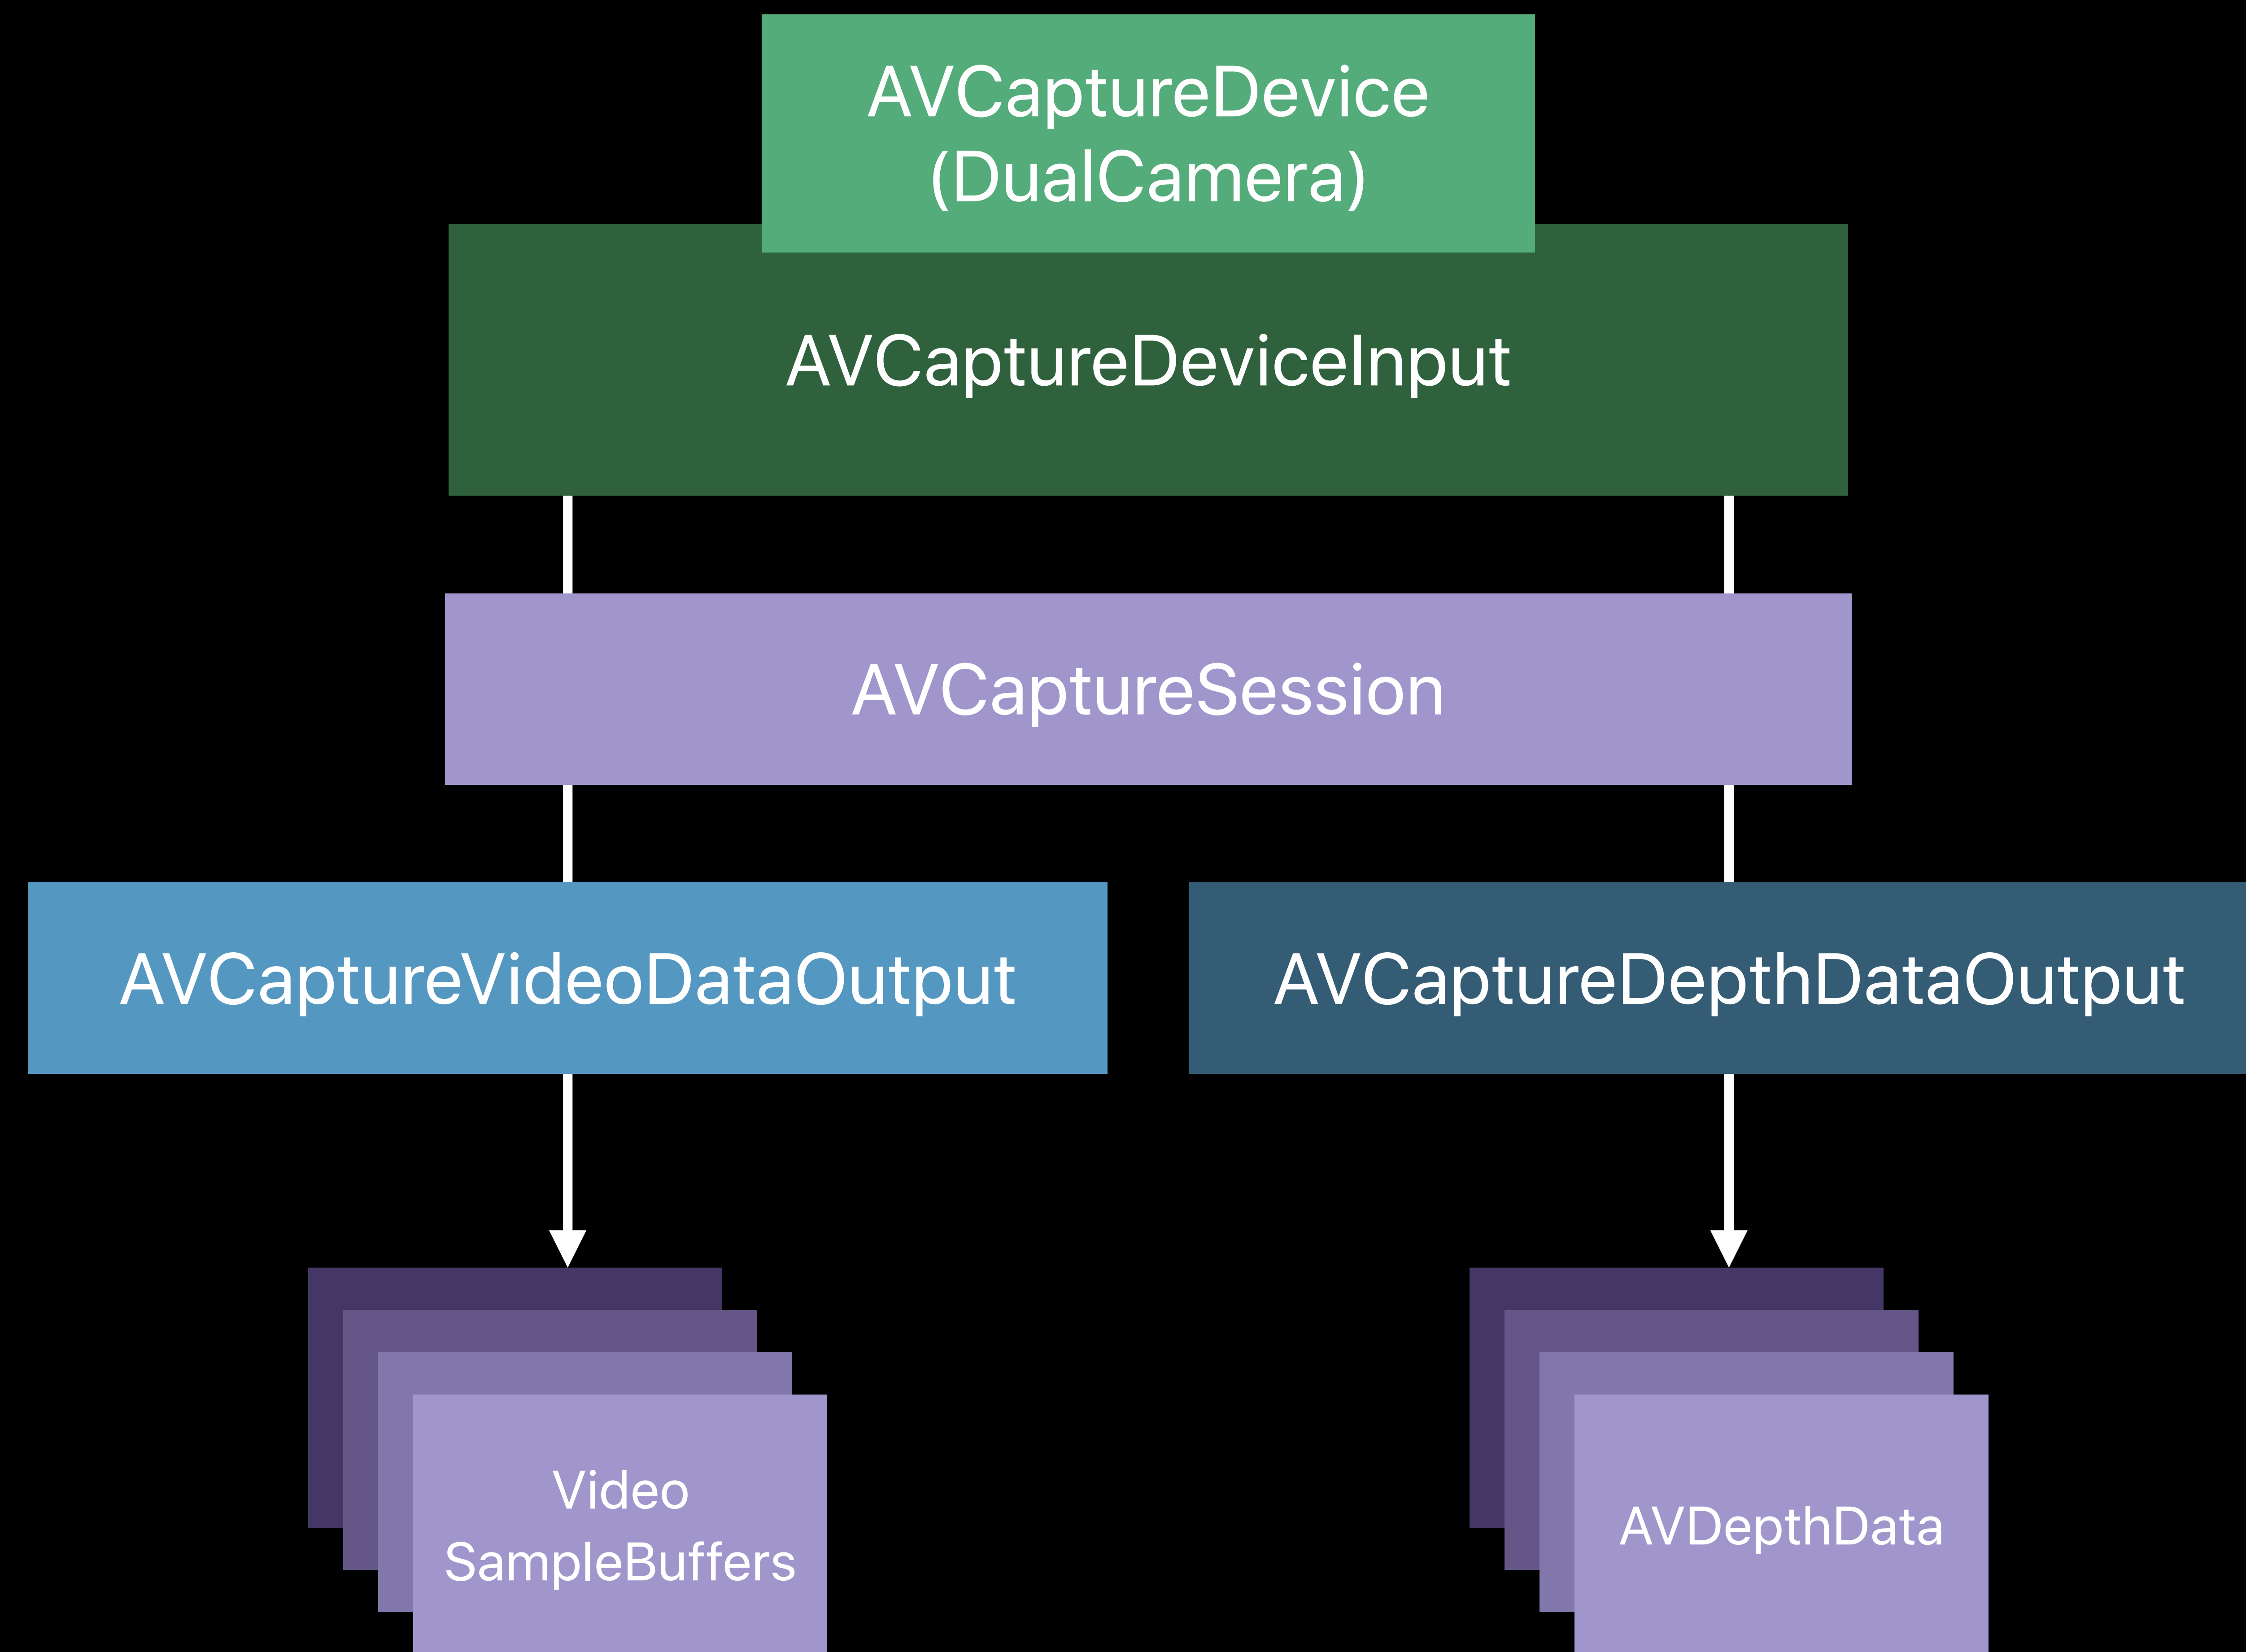 AVCaptureDevice
(DualCamera)
AVCaptureDeviceInput
AVCaptureSession
AVCaptureVideoDataOutput
AVCaptureDepthDataOutput
Video
SampleBuffers
AVDepthData